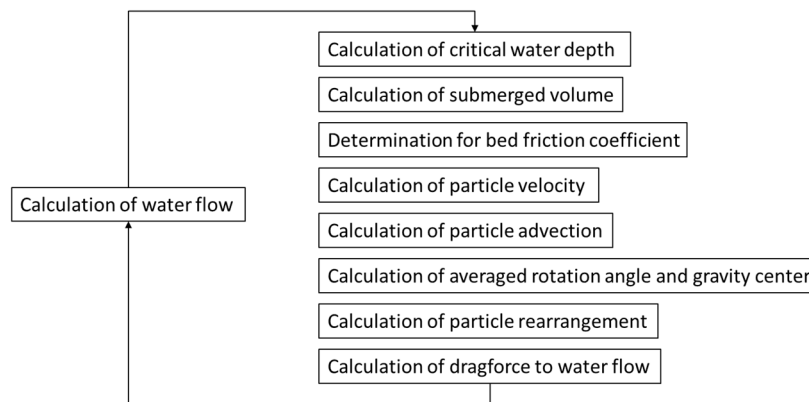 Calculation of critical water depth
Calculation of submerged volume
Determination for bed friction coefficient
Calculation of particle velocity
Calculation of water flow
Calculation of particle advection
Calculation of averaged rotation angle and gravity center
Calculation of particle rearrangement
Calculation of dragforce to water flow